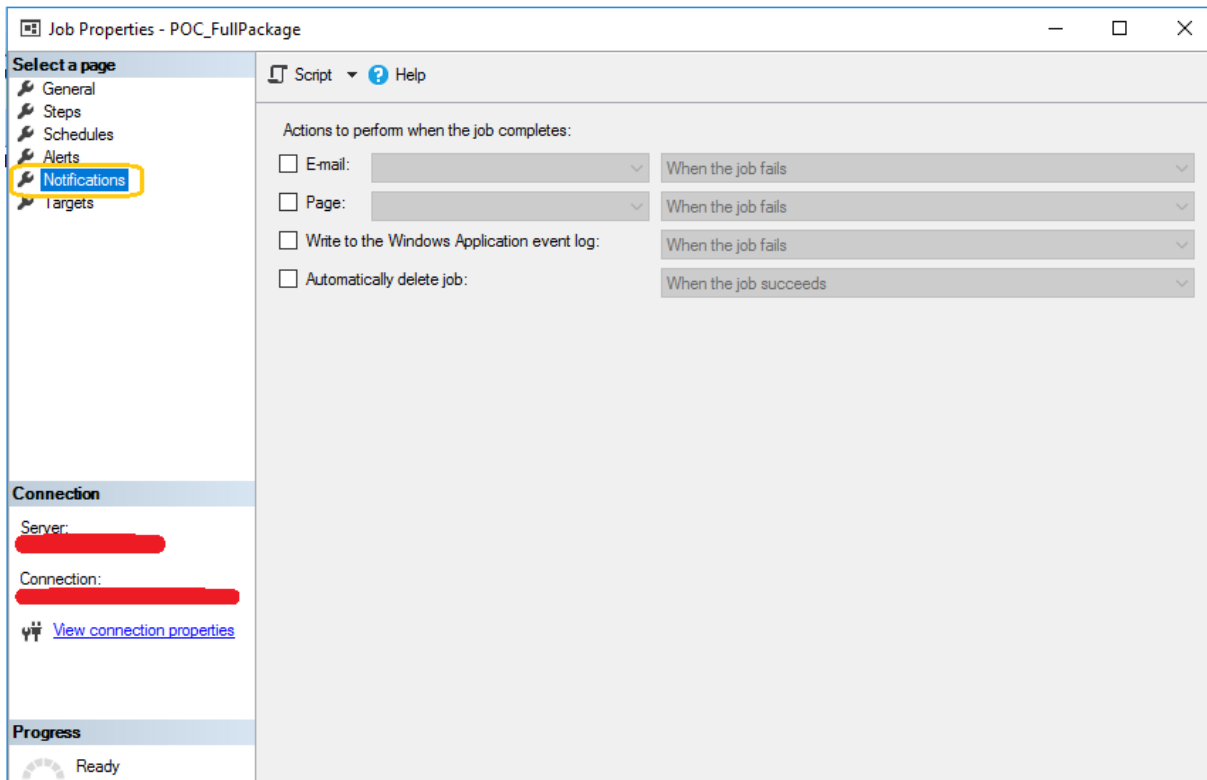 Job Properties - POC_FullPackage
Select a page
General
Steps
Schedules
Alerts
Notifications
Targets
Script
Help
Actions to perform when the job completes:
E-mail:
When the job fails
Page:
When the job fails
Write to the Windows Application event log:
When the job fails
Automatically delete job:
When the job succeeds
Connection
Server:
Connection:
View connection properties
Progress
Ready